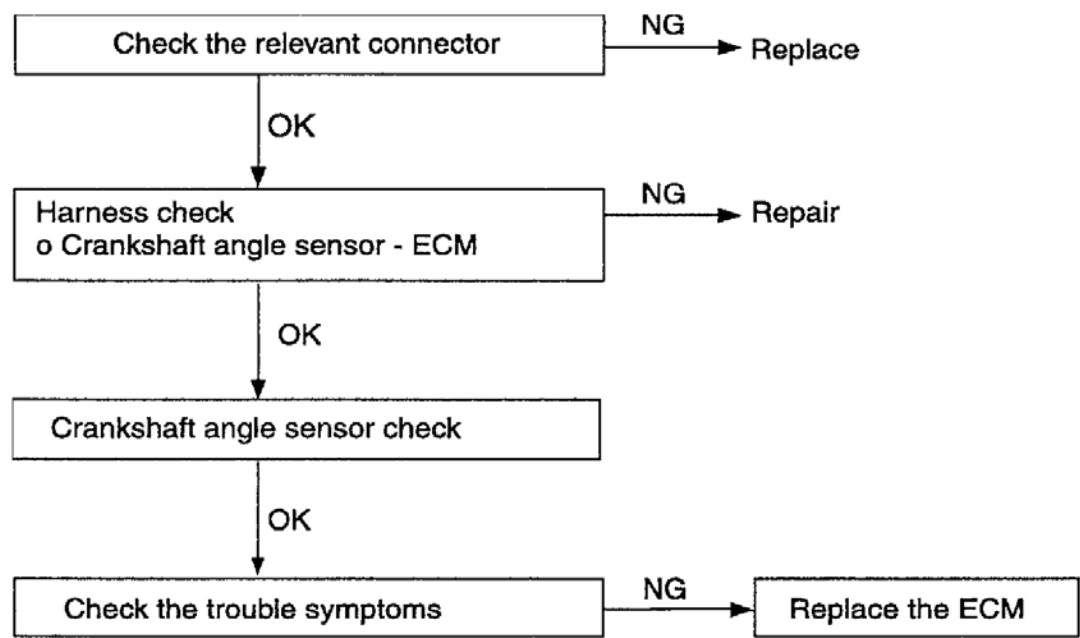 Check the relevant connector
NG
Replace
OK
Harness check
o Crankshaft angle sensor - ECM
NG
Repair
OK
Crankshaft angle sensor check
OK
Check the trouble symptoms
NG
Replace the ECM